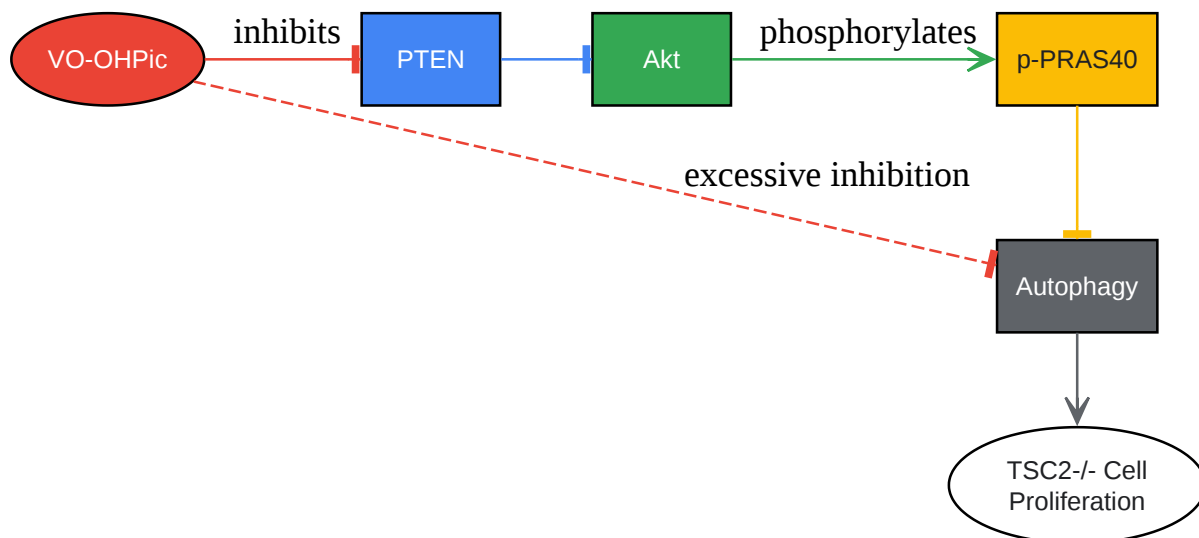 VO-OHPic
inhibits
PTEN
Akt
phosphorylates
p-PRAS40
excessive inhibition
Autophagy
TSC2-/- Cell
Proliferation